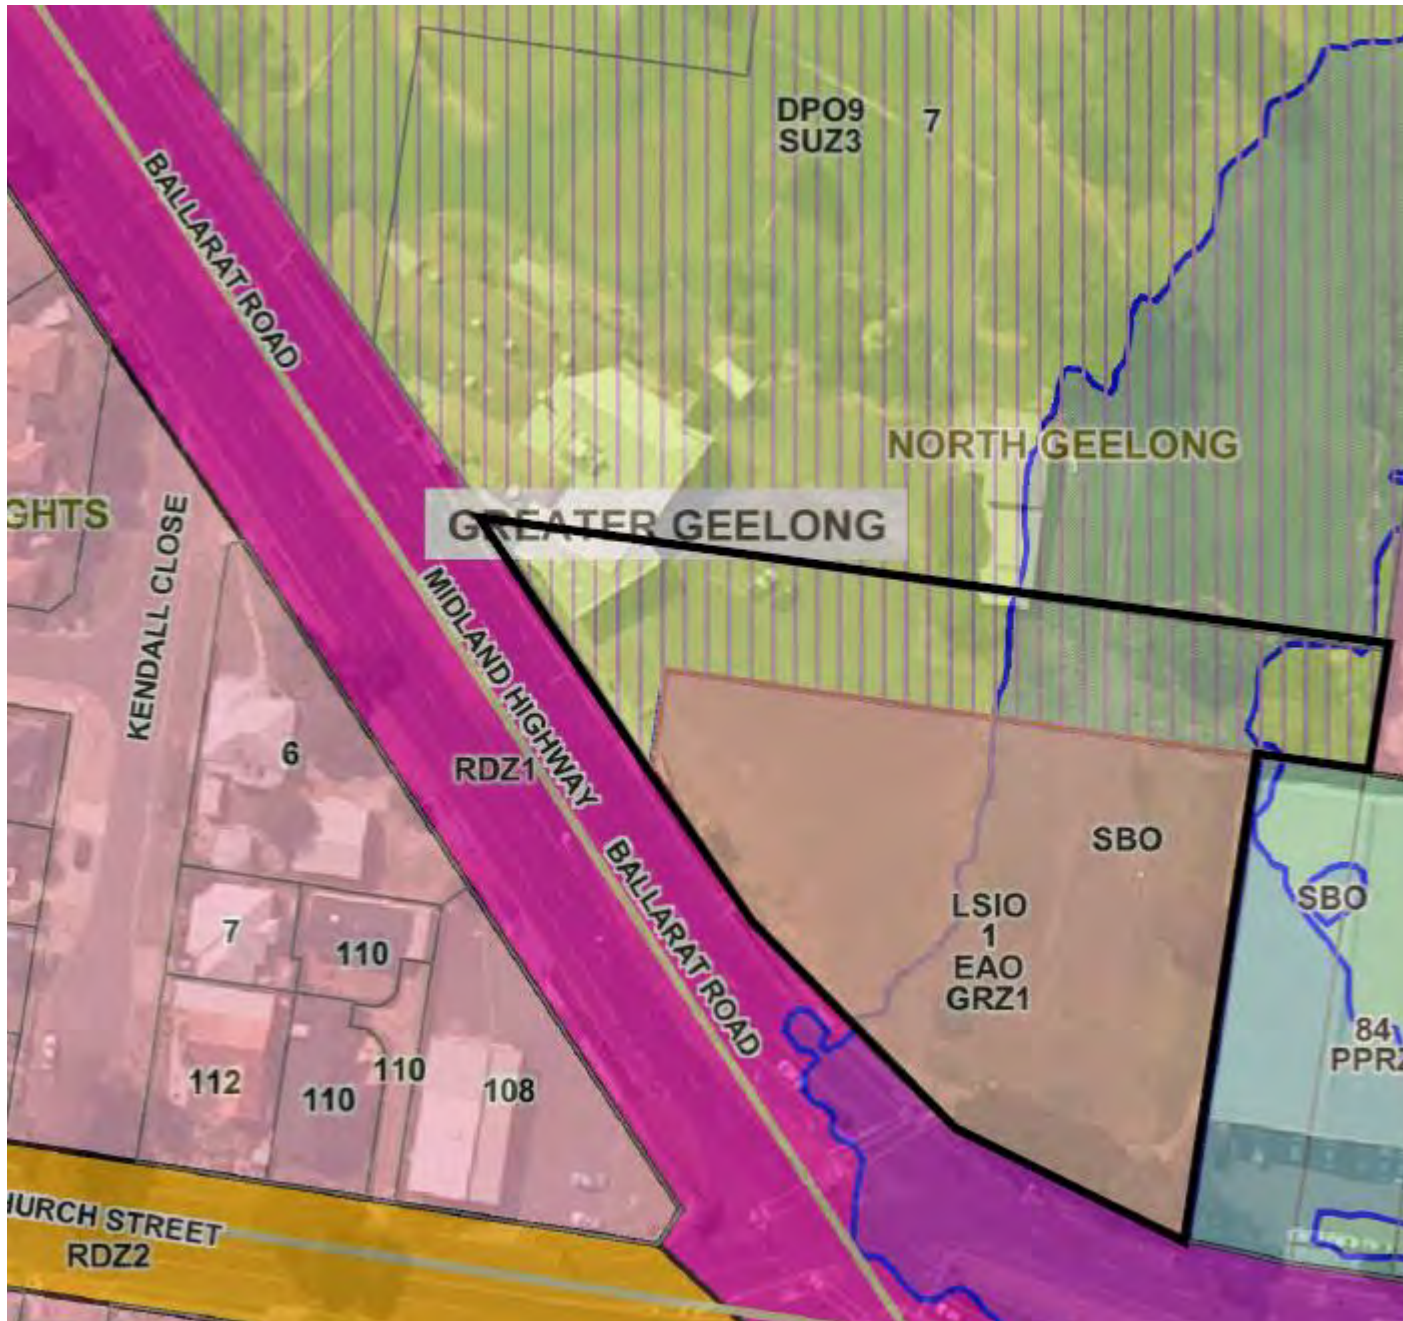 DPO9
SUZ3
7
BALLARAT ROAD
NORTH GEELONG
GHTS
KENDALL CLOSE
GREATER GEELONG
MIDLAND HIGHWAY
6
RDZ1
BALLARAT ROAD
SBO
LSIO
1
EAO
GRZ1
SBO
7
110
84
PPRZ
112
110
110
108
HURCH STREET
RDZ2